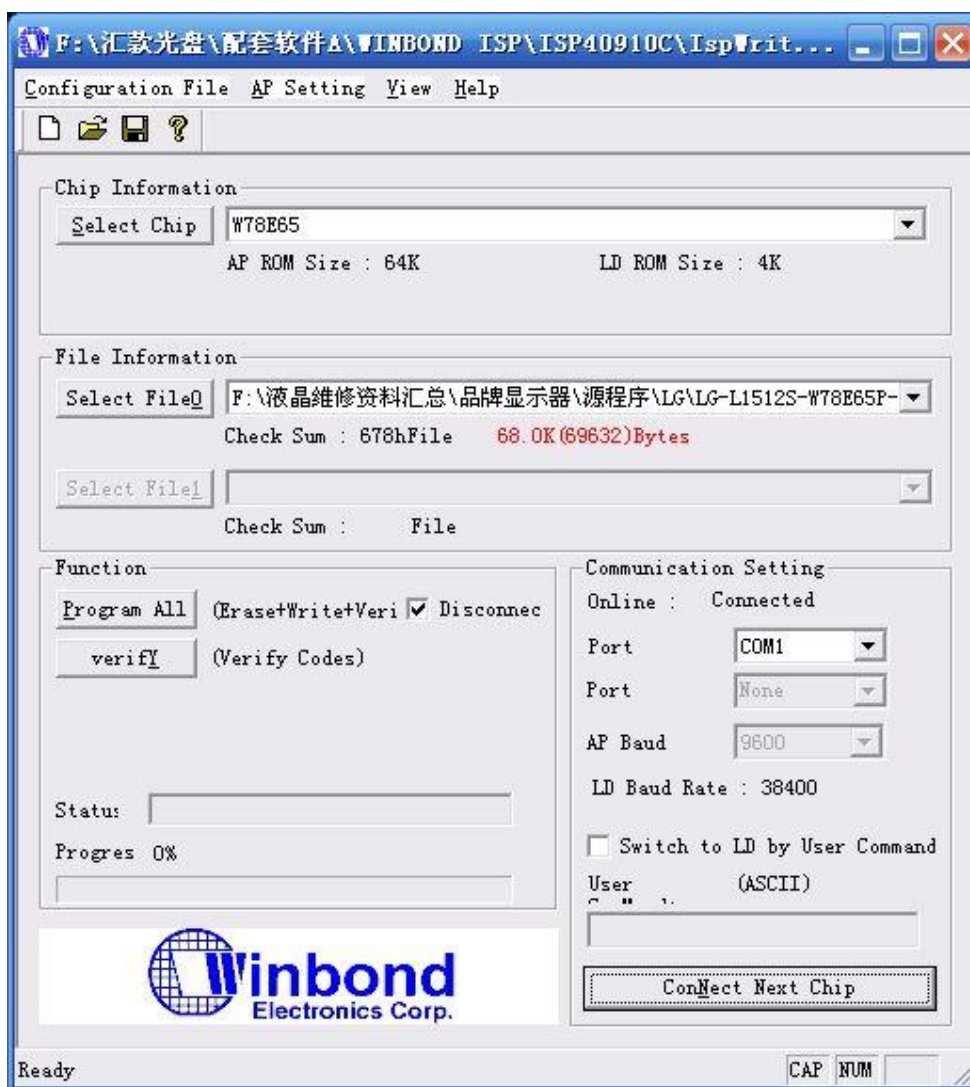 F:\汇款光盘\配套软件A\WINBOND ISP\ISP40910C\IspWrit...
Configuration File AP Setting View Help
Chip Information
Select Chip W78E65
AP ROM Size : 64K LD ROM Size : 4K
File Information
Select File0 F:\液晶维修资料汇总\品牌显示器\源程序\LG\LG-L1512S-W78E65P-
Check Sum : 678hFile 68.0K(69632)Bytes
Select File1
Check Sum : File
Function
Program All (Erase+Write+Veri Disconnec
verifY (Verify Codes)
Status
Progres 0%
Communication Setting
Online : Connected
Port COM1
Port None
AP Baud 9600
LD Baud Rate : 38400
Switch to LD by User Command
User (ASCII)
ConNect Next Chip
Winbond
Electronics Corp.
Ready CAP NUM